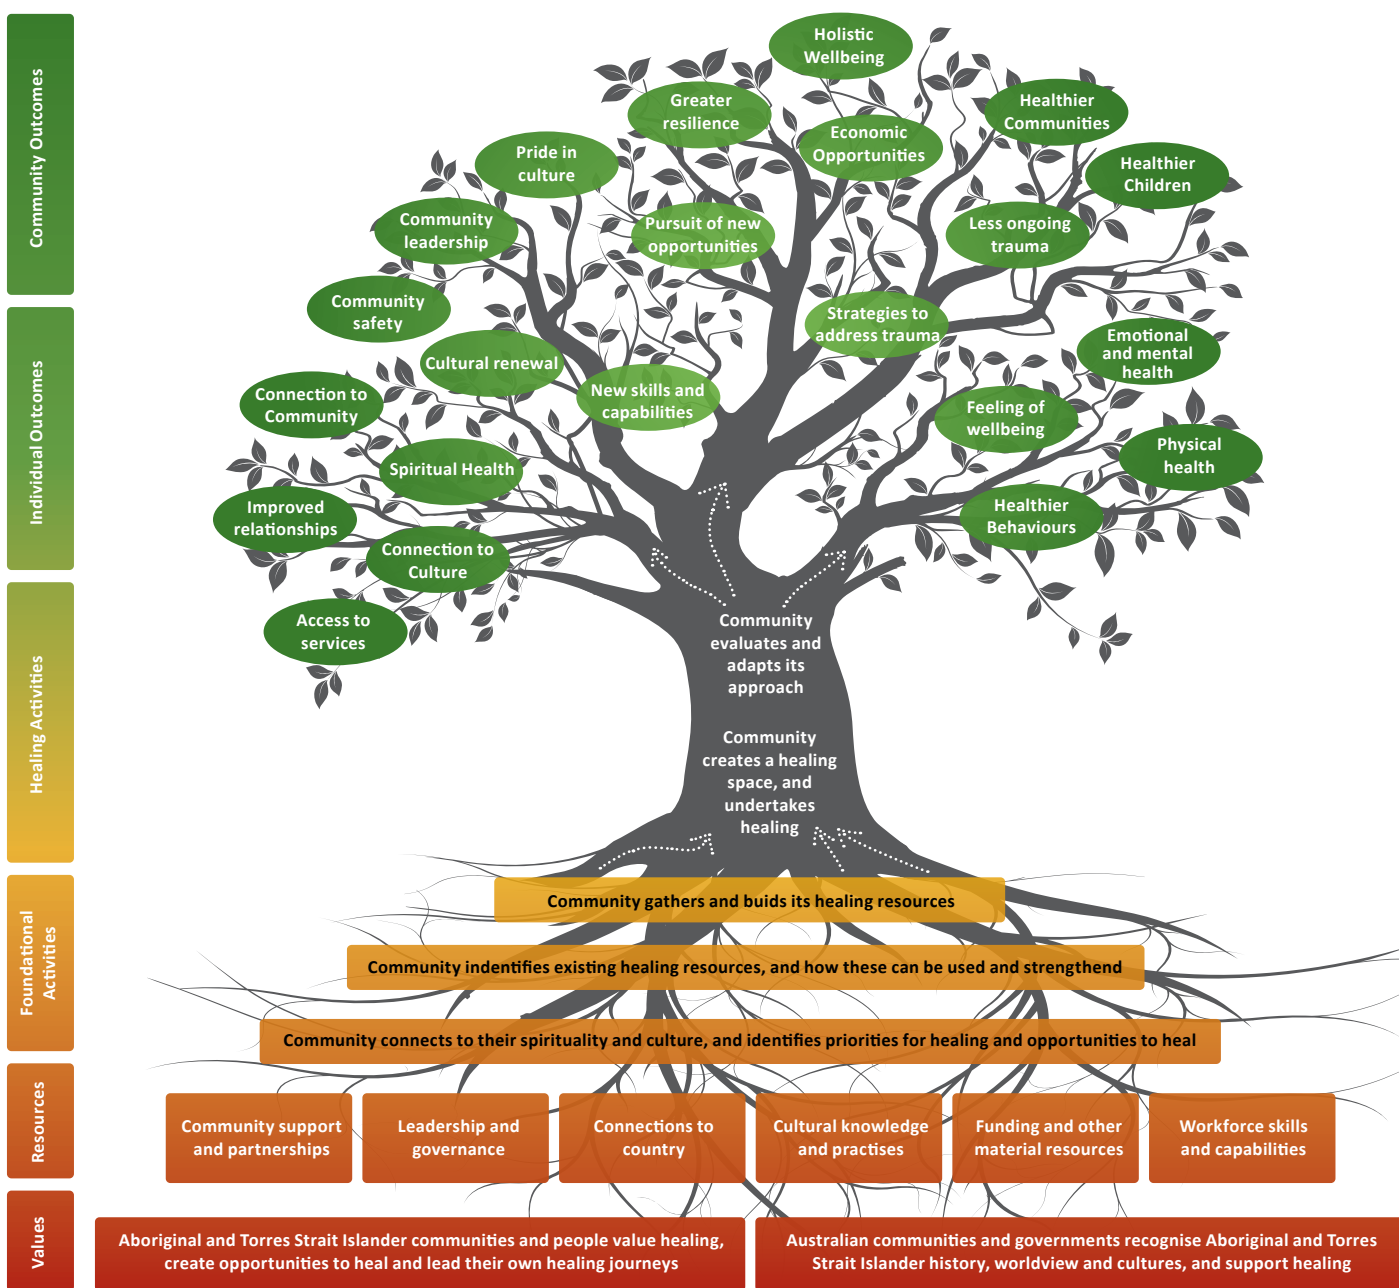 Community Outcomes
Individual Outcomes
Healing Activities
Foundational
Activities
Resources
Values
Holistic
Wellbeing
Greater
resilience
Economic
Opportunities
Healthier
Communities
Pride in
culture
Healthier
Children
Community
leadership
Pursuit of new
opportunities
Less ongoing
trauma
Community
safety
Strategies to
address trauma
Cultural renewal
Emotional
and mental
health
Connection to
Community
New skills and
capabilities
Feeling of
wellbeing
Spiritual Health
Physical
health
Improved
relationships
Healthier
Behaviours
Connection to
Culture
Access to
services
Community
evaluates and
adapts its
approach
Community
creates a healing
space, and
undertakes
healing
Community gathers and buids its healing resources
Community indentifies existing healing resources, and how these can be used and strengthend
Community connects to their spirituality and culture, and identifies priorities for healing and opportunities to heal
Community support
and partnerships
Leadership and
governance
Connections to
country
Cultural knowledge
and practises
Funding and other
material resources
Workforce skills
and capabilities
Aboriginal and Torres Strait Islander communities and people value healing,
create opportunities to heal and lead their own healing journeys
Australian communities and governments recognise Aboriginal and Torres
Strait Islander history, worldview and cultures, and support healing